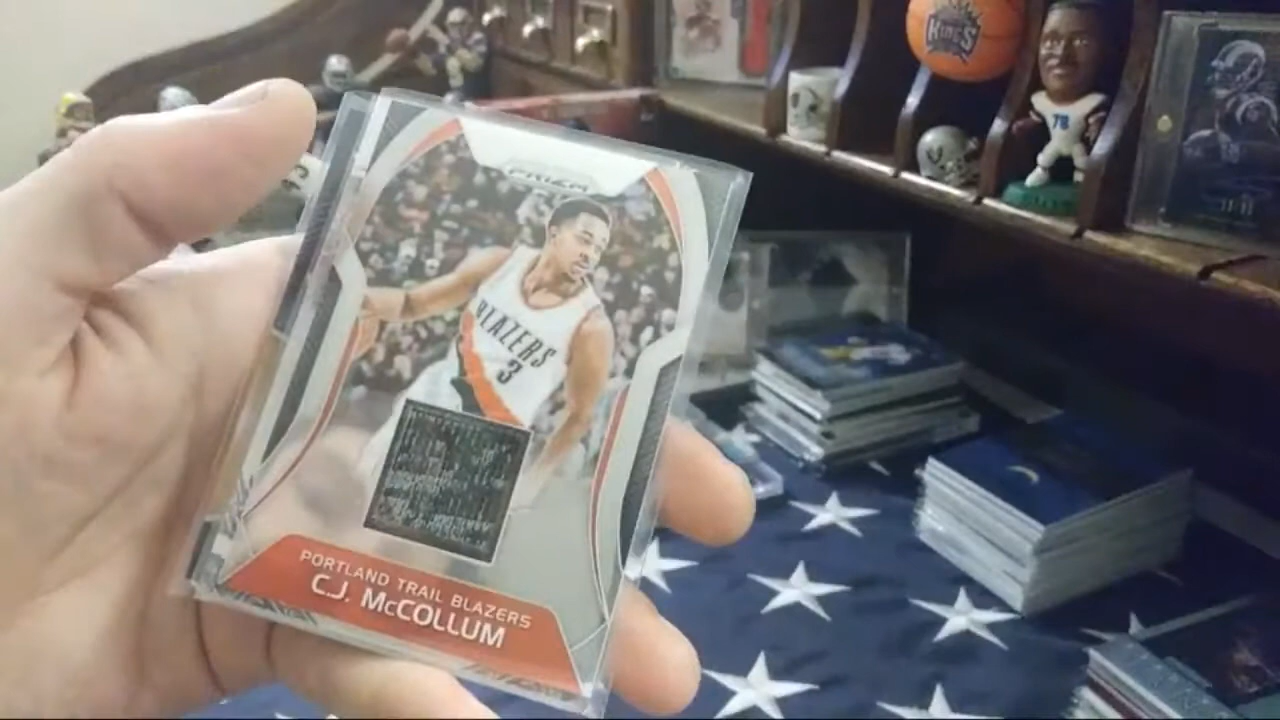 PRIZM
BLAZERS
3
PORTLAND TRAIL BLAZERS
C.J. McCOLLUM
KINGS
78